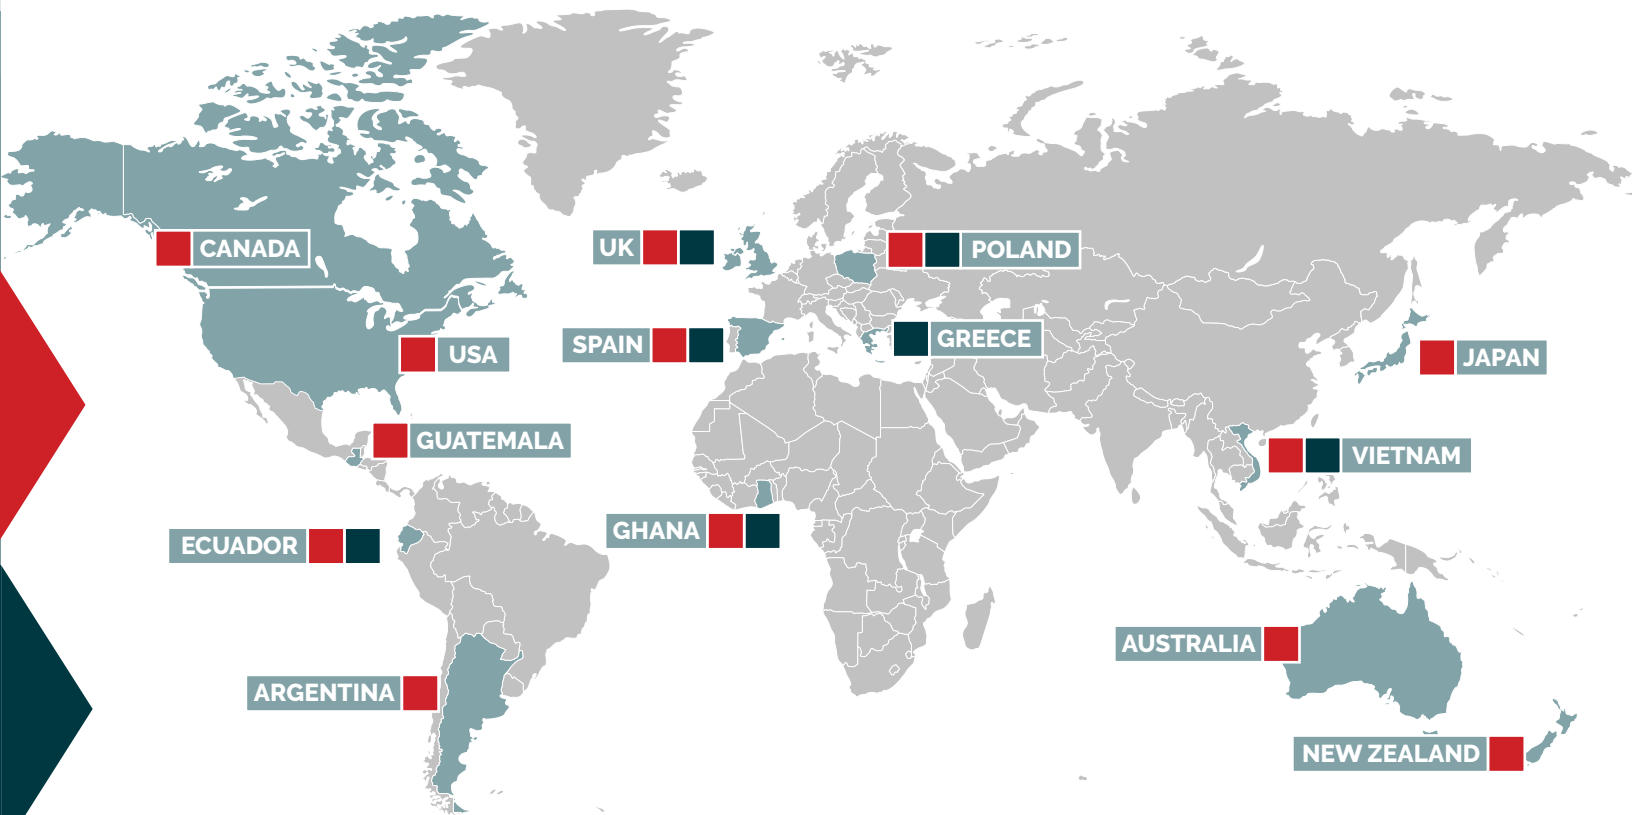 CANADA
UK
POLAND
SPAIN
GREECE
USA
JAPAN
GUATEMALA
VIETNAM
ECUADOR
GHANA
AUSTRALIA
ARGENTINA
NEW ZEALAND